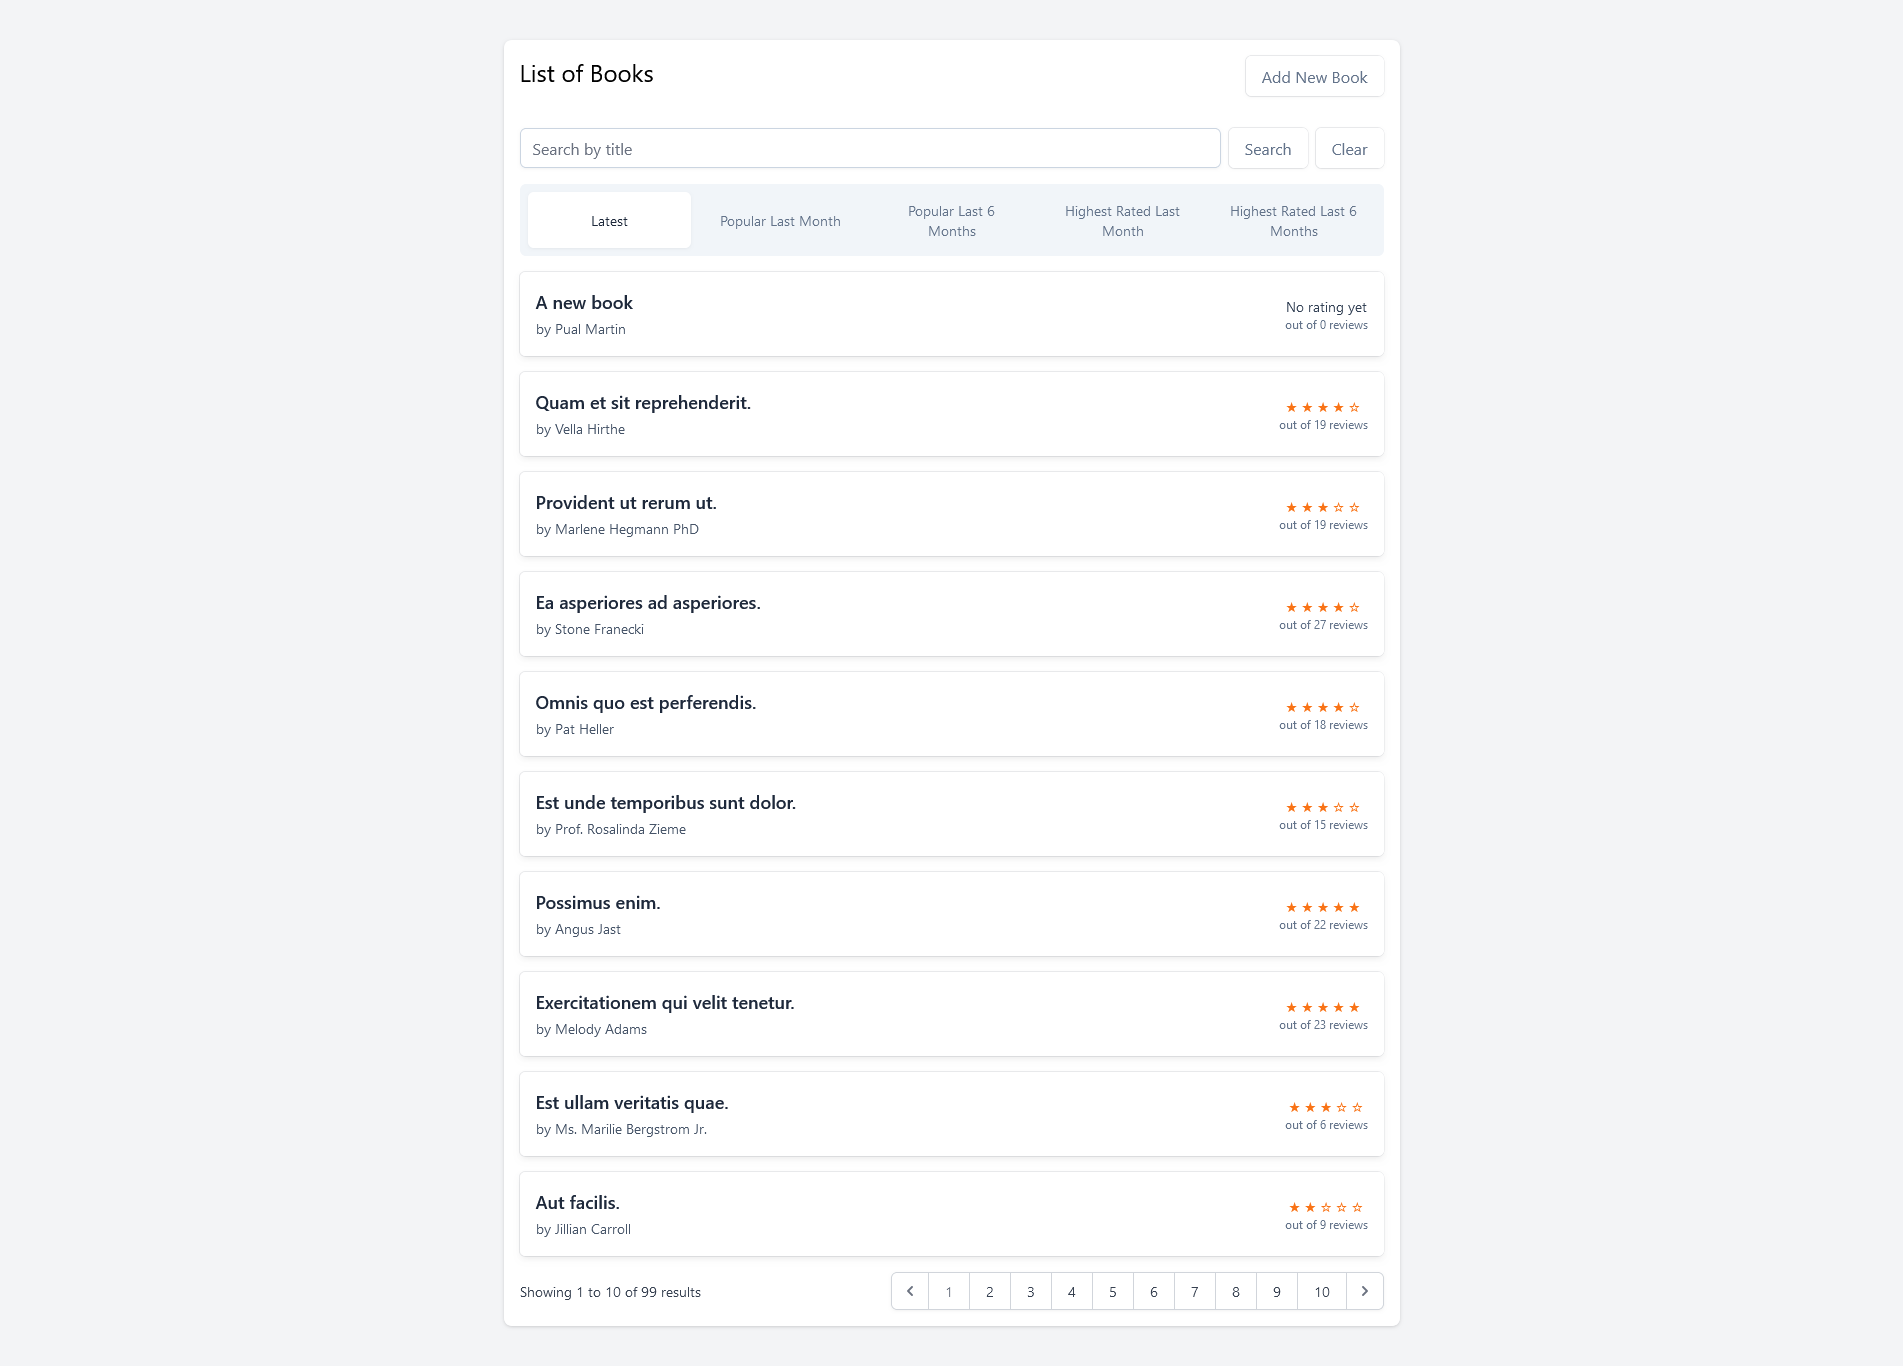 List of Books
Add New Book
Search by title
Search
Clear
Latest
Popular Last Month
Popular Last 6
Months
Highest Rated Last
Month
Highest Rated Last 6
Months
A new book
by Pual Martin
No rating yet
out of 0 reviews
Quam et sit reprehenderit.
by Vella Hirthe
★★★★☆
out of 19 reviews
Provident ut rerum ut.
by Marlene Hegmann PhD
★★★☆☆
out of 19 reviews
Ea asperiores ad asperiores.
by Stone Franecki
★★★★☆
out of 27 reviews
Omnis quo est perferendis.
by Pat Heller
★★★★☆
out of 18 reviews
Est unde temporibus sunt dolor.
by Prof. Rosalinda Zieme
★★★☆☆
out of 15 reviews
Possimus enim.
by Angus Jast
★★★★★
out of 22 reviews
Exercitationem qui velit tenetur.
by Melody Adams
★★★★★
out of 23 reviews
Est ullam veritatis quae.
by Ms. Marilie Bergstrom Jr.
★★★☆☆
out of 6 reviews
Aut facilis.
by Jillian Carroll
★★☆☆☆
out of 9 reviews
Showing 1 to 10 of 99 results
1 2 3 4 5 6 7 8 9 10